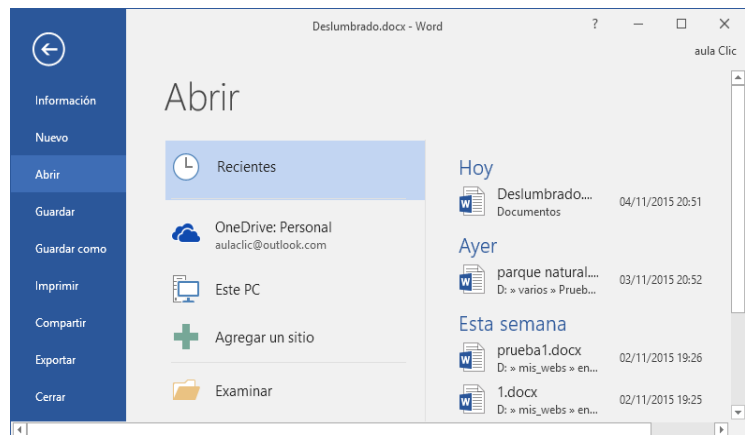 Deslumbrado.docx - Word
?
aula Clic
Información
Nuevo
Abrir
Guardar
Guardar como
Imprimir
Compartir
Exportar
Cerrar
Abrir
Recientes
OneDrive: Personal
aulaclic@outlook.com
Este PC
Agregar un sitio
Examinar
Hoy
Deslumbrado....
Documentos
04/11/2015 20:51
Ayer
parque natural....
D: » varios » Prueb...
03/11/2015 20:52
Esta semana
prueba1.docx
D: » mis_webs » en...
02/11/2015 19:26
1.docx
D: » mis_webs » en...
02/11/2015 19:25